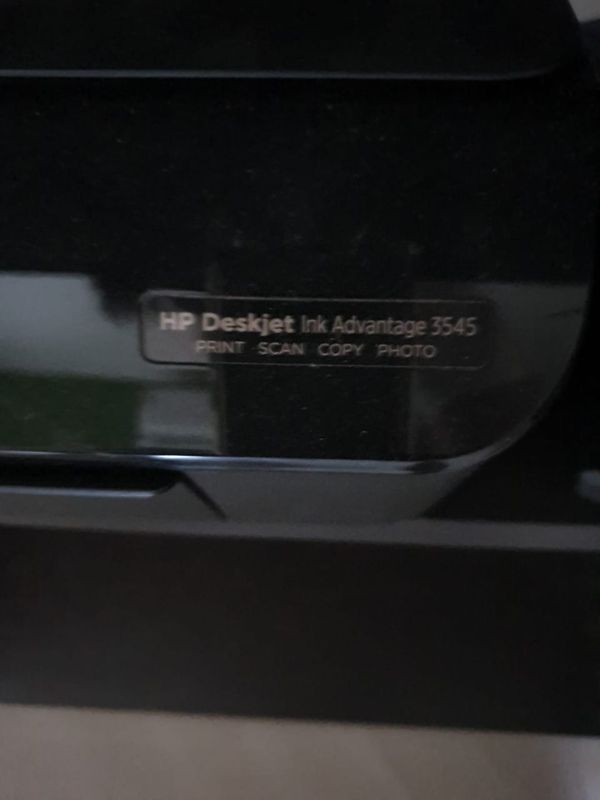 HP Deskjet Ink Advantage 3545
PRINT SCAN COPY PHOTO